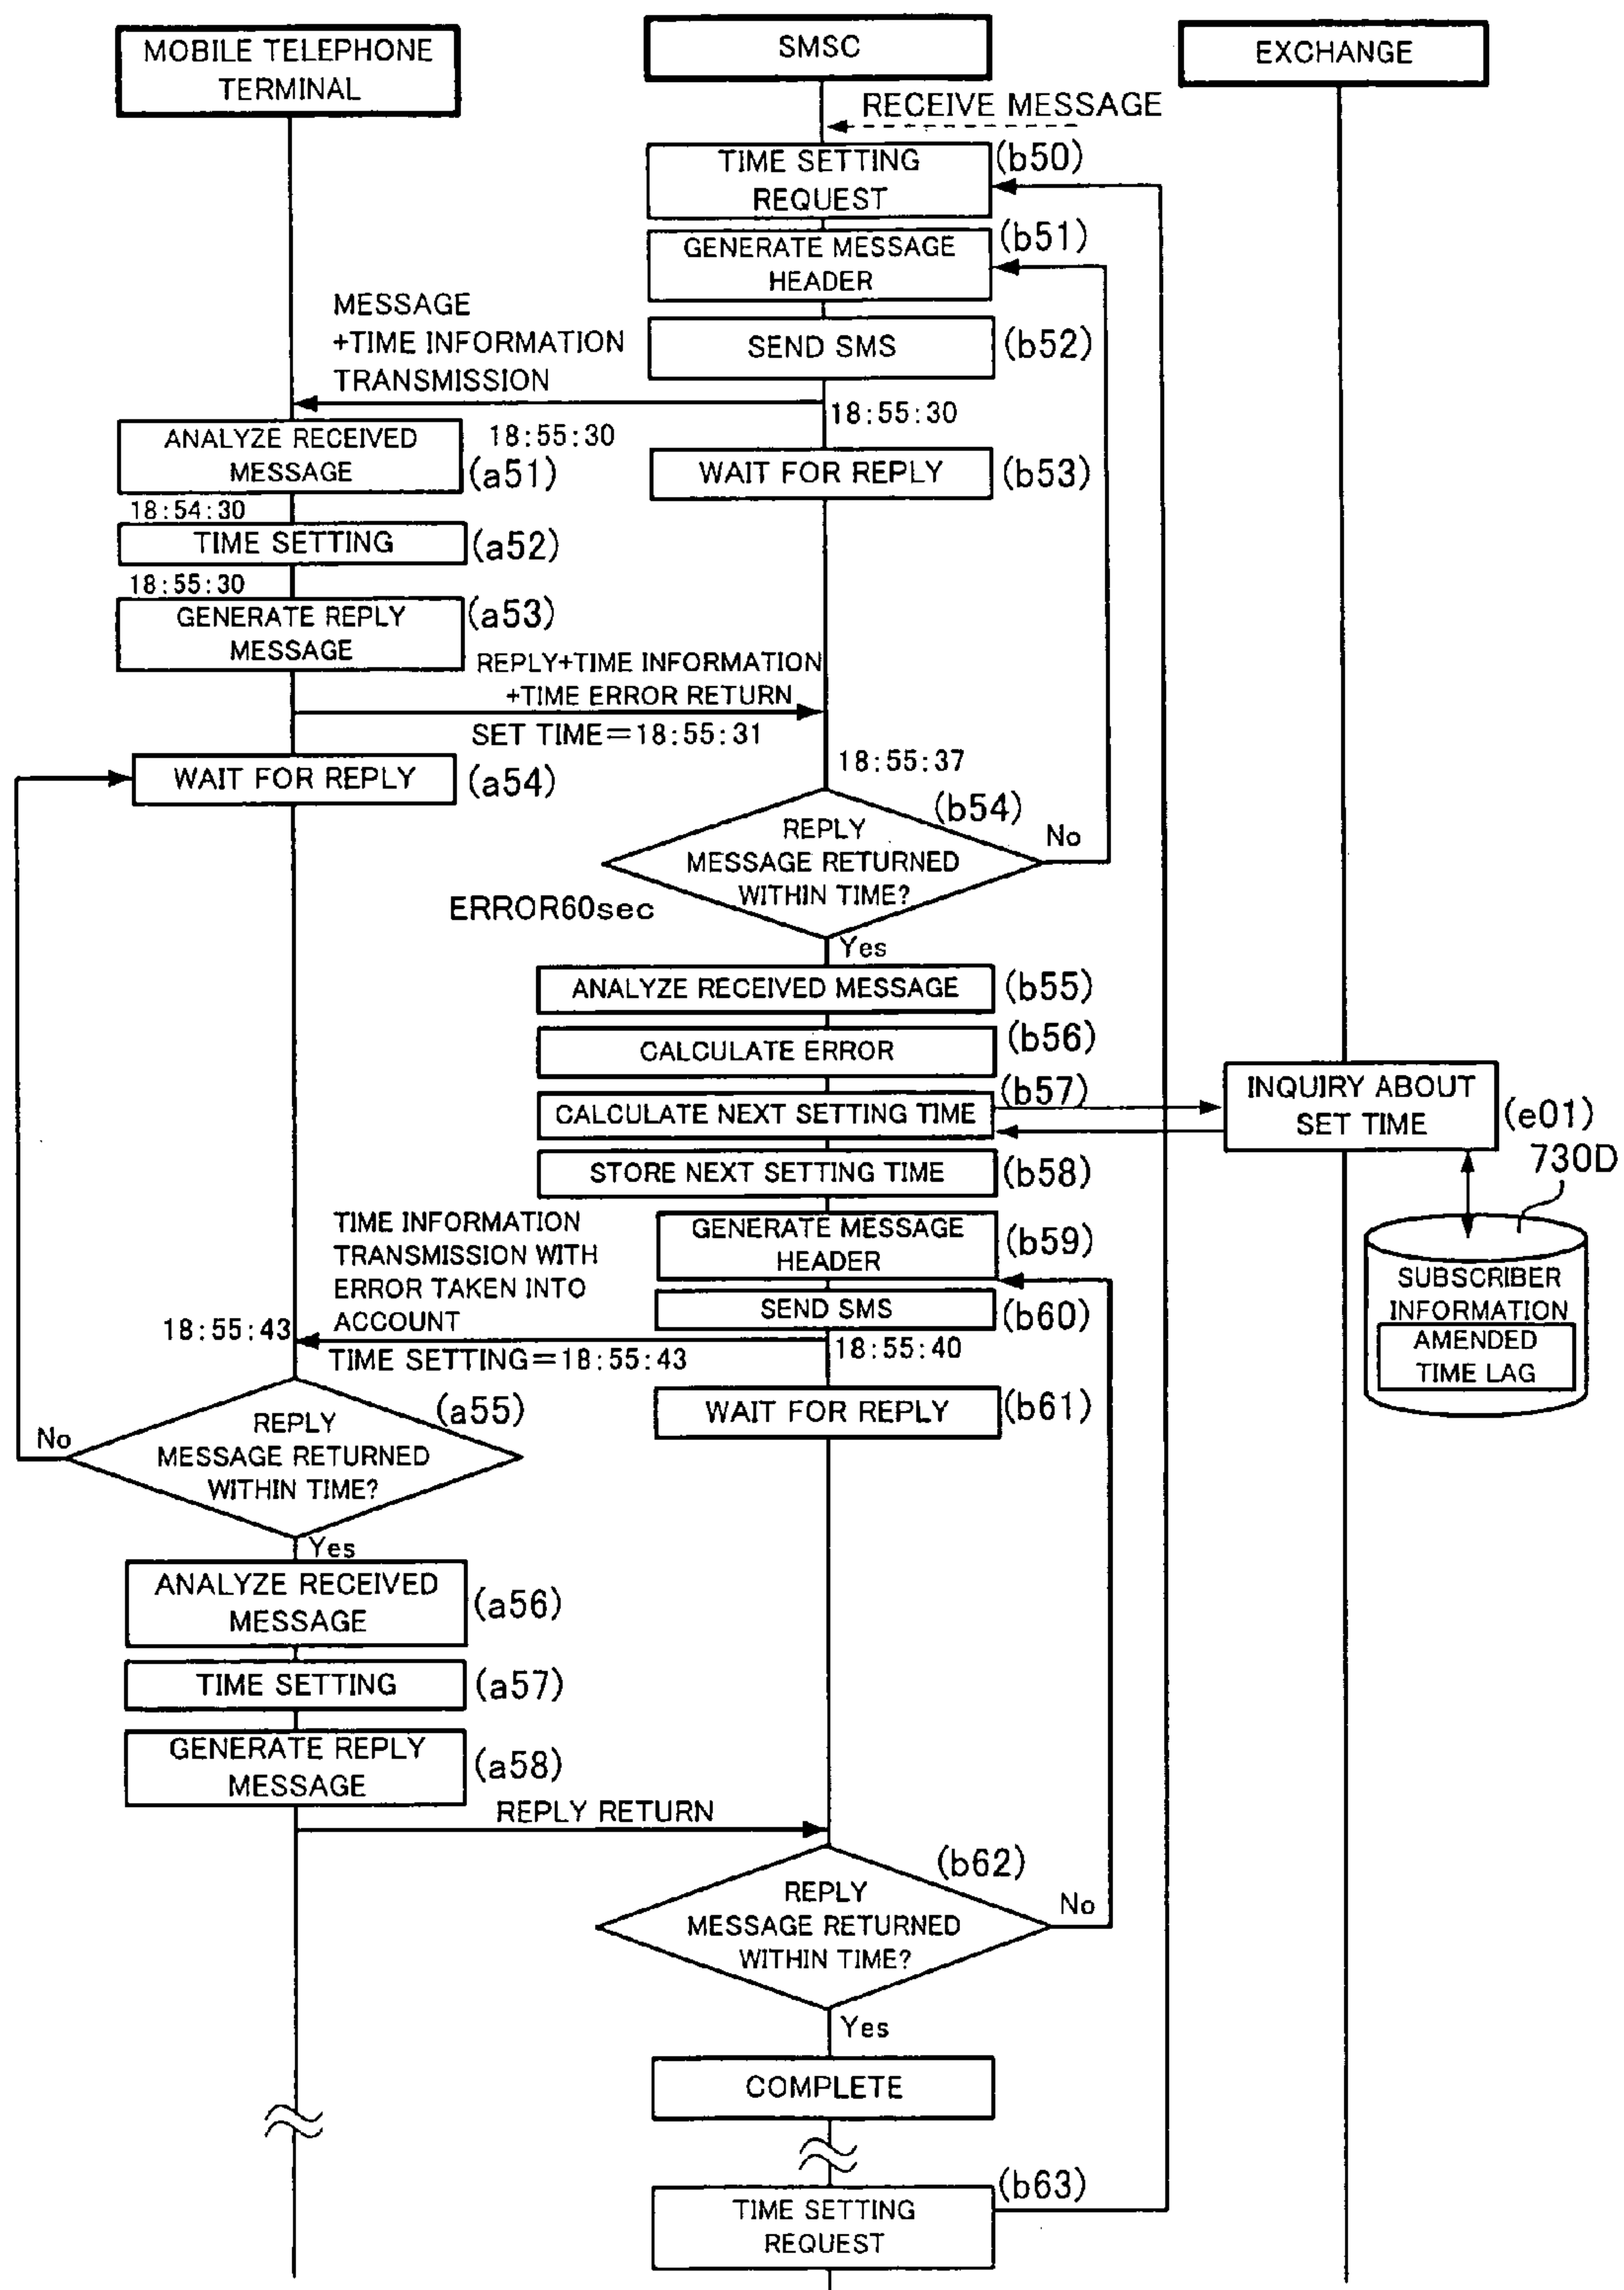 MOBILE TELEPHONE
TERMINAL
SMSC
EXCHANGE
RECEIVE MESSAGE
TIME SETTING
REQUEST
(b50)
GENERATE MESSAGE
HEADER
(b51)
MESSAGE
+TIME INFORMATION
TRANSMISSION
SEND SMS
(b52)
18:55:30
ANALYZE RECEIVED
MESSAGE
18:55:30
(a51)
WAIT FOR REPLY
(b53)
18:54:30
TIME SETTING
(a52)
18:55:30
GENERATE REPLY
MESSAGE
(a53)
REPLY+TIME INFORMATION
+TIME ERROR RETURN
SET TIME=18:55:31
WAIT FOR REPLY
(a54)
18:55:37
(b54)
REPLY
MESSAGE RETURNED
WITHIN TIME?
No
ERROR60sec
Yes
ANALYZE RECEIVED MESSAGE
(b55)
CALCULATE ERROR
(b56)
CALCULATE NEXT SETTING TIME
(b57)
INQUIRY ABOUT
SET TIME
(e01)
730D
STORE NEXT SETTING TIME
(b58)
TIME INFORMATION
TRANSMISSION WITH
ERROR TAKEN INTO
ACCOUNT
GENERATE MESSAGE
HEADER
(b59)
SEND SMS
(b60)
SUBSCRIBER
INFORMATION
AMENDED
TIME LAG
18:55:43
TIME SETTING=18:55:43
18:55:40
WAIT FOR REPLY
(b61)
(a55)
REPLY
MESSAGE RETURNED
WITHIN TIME?
No
Yes
ANALYZE RECEIVED
MESSAGE
(a56)
TIME SETTING
(a57)
GENERATE REPLY
MESSAGE
(a58)
REPLY RETURN
(b62)
REPLY
MESSAGE RETURNED
WITHIN TIME?
No
Yes
COMPLETE
(b63)
TIME SETTING
REQUEST